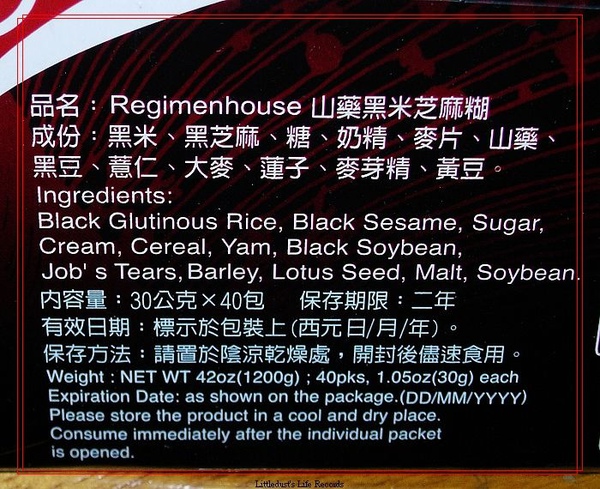 品名：Regimenhouse 山藥黑米芝麻糊
成份：黑米、黑芝麻、糖、奶精、麥片、山藥、
黑豆、薏仁、大麥、蓮子、麥芽精、黃豆。
Ingredients:
Black Glutinous Rice, Black Sesame, Sugar,
Cream, Cereal, Yam, Black Soybean,
Job' s Tears, Barley, Lotus Seed, Malt, Soybean.
內容量：30公克×40包 保存期限：二年
有效日期：標示於包裝上(西元日/月/年)。
保存方法：請置於陰涼乾燥處，開封後儘速食用。
Weight : NET WT 42oz(1200g) ; 40pks, 1.05oz(30g) each
Expiration Date: as shown on the package.(DD/MM/YYYY)
Please store the product in a cool and dry place.
Consume immediately after the individual packet
is opened.
Littledust's Life Records